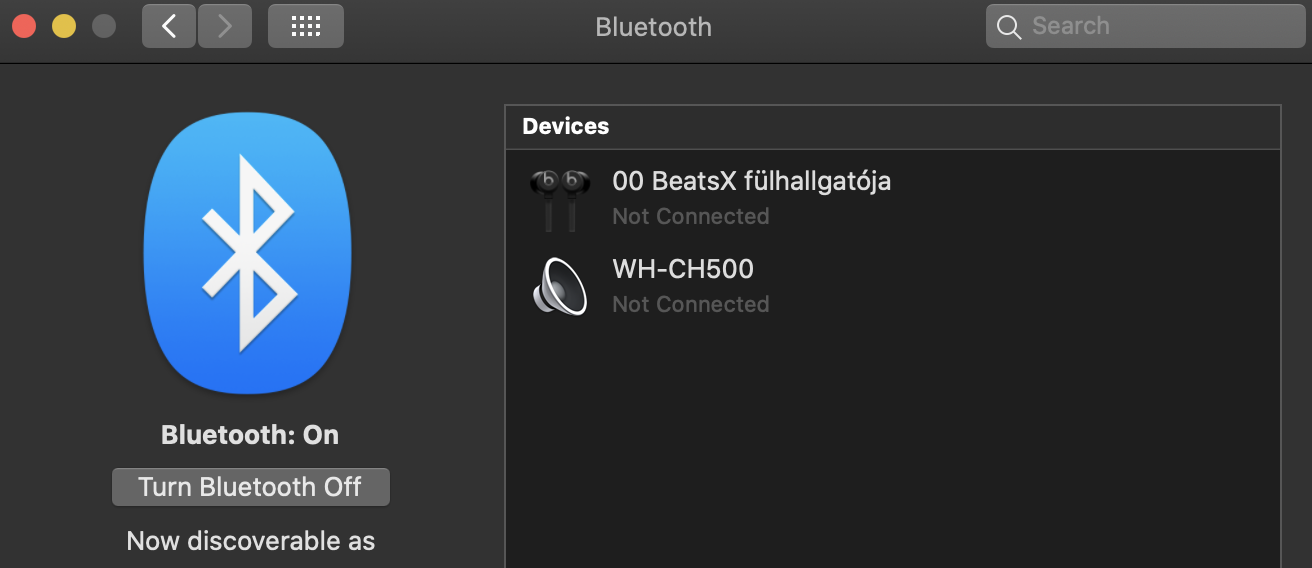 Bluetooth
Search
Bluetooth: On
Turn Bluetooth Off
Now discoverable as
Devices
00 BeatsX fülhallgatója
Not Connected
WH-CH500
Not Connected